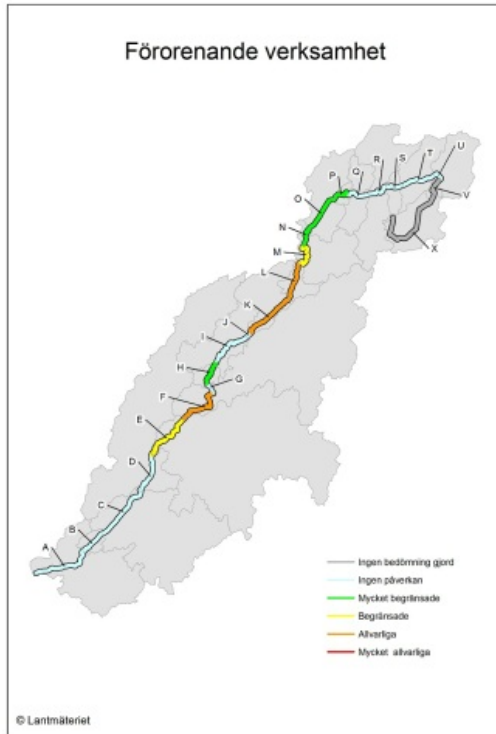 Förorenande verksamhet
U
T
S
R
Q
P
V
O
N
X
M
L
K
J
I
H
G
F
E
D
C
B
A
Ingen bedömning gjord
Ingen påverkan
Mycket begränsade
Begränsade
Allvarliga
Mycket allvarliga
© Lantmäteriet